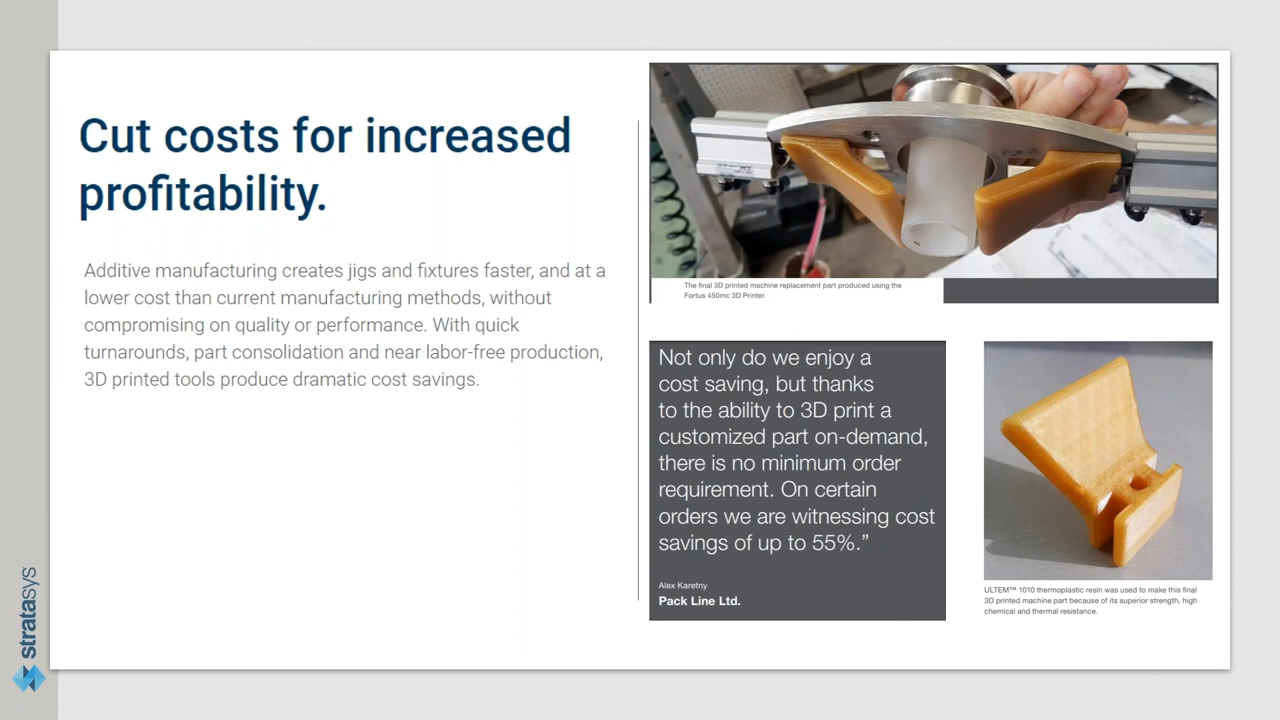 Cut costs for increased
profitability.
Additive manufacturing creates jigs and fixtures faster, and at a
lower cost than current manufacturing methods, without
compromising on quality or performance. With quick
turnarounds, part consolidation and near labor-free production,
3D printed tools produce dramatic cost savings.
The final 3D printed machine replacement part produced using the
Fortus 450mc 3D Printer.
Not only do we enjoy a
cost saving, but thanks
to the ability to 3D print a
customized part on-demand,
there is no minimum order
requirement. On certain
orders we are witnessing cost
savings of up to 55%.”
Alex Karetny
Pack Line Ltd.
ULTEM™ 1010 thermoplastic resin was used to make this final
3D printed machine part because of its superior strength, high
chemical and thermal resistance.
stratasys